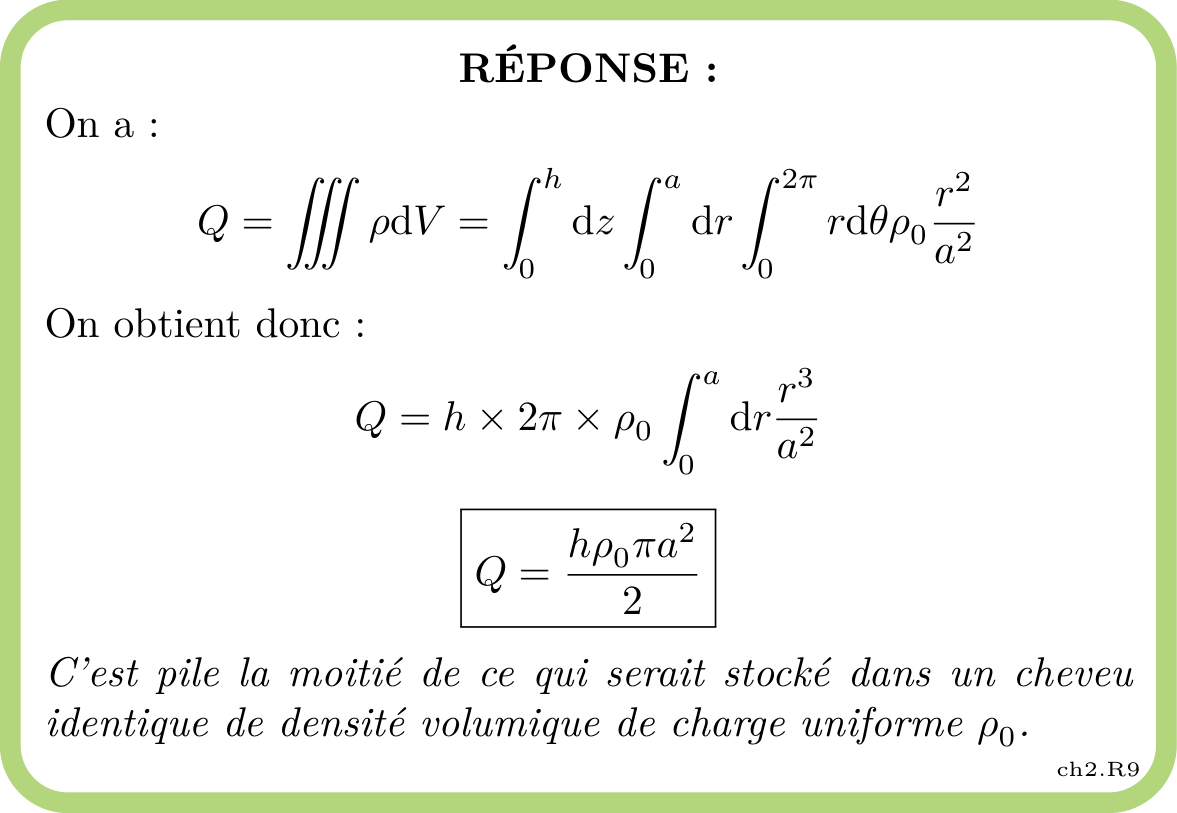 RÉPONSE :
On a :
$Q = \iiint \rho \mathrm{d}V = \int_0^h \mathrm{d}z \int_0^a \mathrm{d}r \int_0^{2\pi} r\mathrm{d}\theta \rho_0 \frac{r^2}{a^2}$
On obtient donc :
$Q = h \times 2\pi \times \rho_0 \int_0^a \mathrm{d}r \frac{r^3}{a^2}$
$Q = \frac{h\rho_0\pi a^2}{2}$
C'est pile la moitié de ce qui serait stocké dans un cheveu
identique de densité volumique de charge uniforme $\rho_0$.
ch2.R9